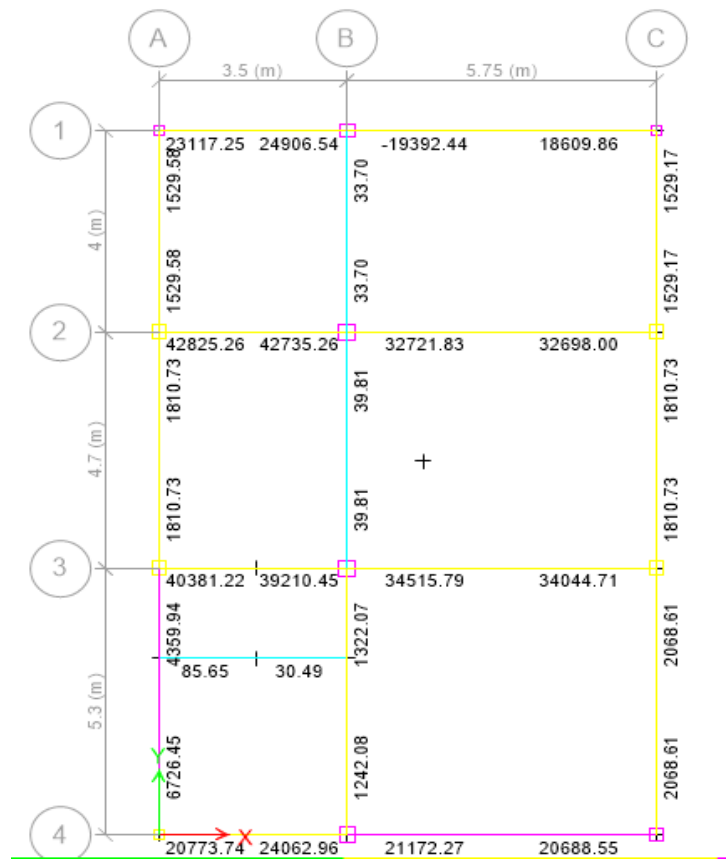 A B C
3.5 (m) 5.75 (m)
1
23117.25 24906.54 -19392.44 18609.86
1529.58 33.70 1529.17
4 (m)
1529.58 33.70 1529.17
2
42825.26 42735.26 32721.83 32698.00
1810.73 39.81 1810.73
4.7 (m)
1810.73 39.81 1810.73
3
40381.22 39210.45 34515.79 34044.71
4359.94 1322.07 2068.61
85.65 30.49
5.3 (m)
6726.45 1242.08 2068.61
Y
X
4
20773.74 24062.96 21172.27 20688.55